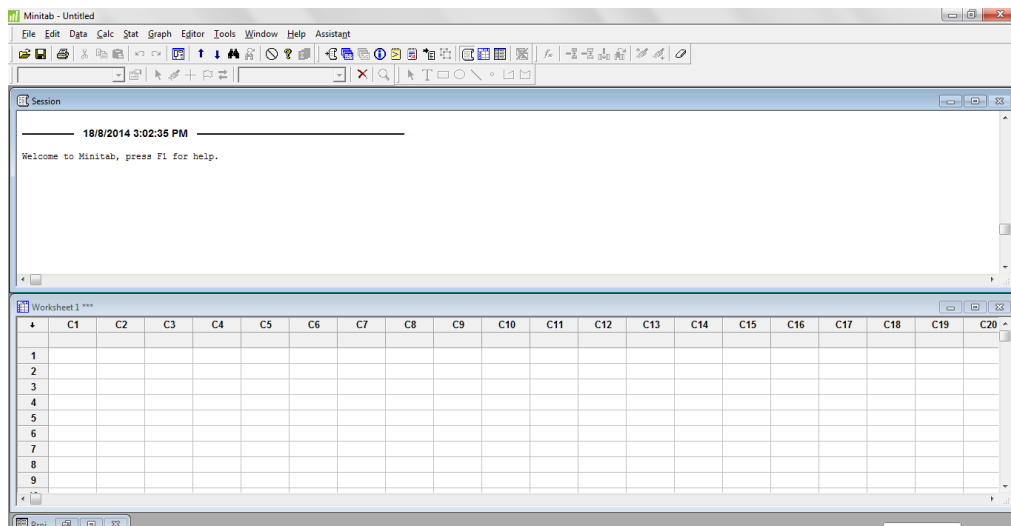 Minitab - Untitled
File Edit Data Calc Stat Graph Editor Tools Window Help Assistant
Session
18/8/2014 3:02:35 PM
Welcome to Minitab, press F1 for help.
Worksheet 1 ***
C1 C2 C3 C4 C5 C6 C7 C8 C9 C10 C11 C12 C13 C14 C15 C16 C17 C18 C19 C20
1
2
3
4
5
6
7
8
9
Proj...